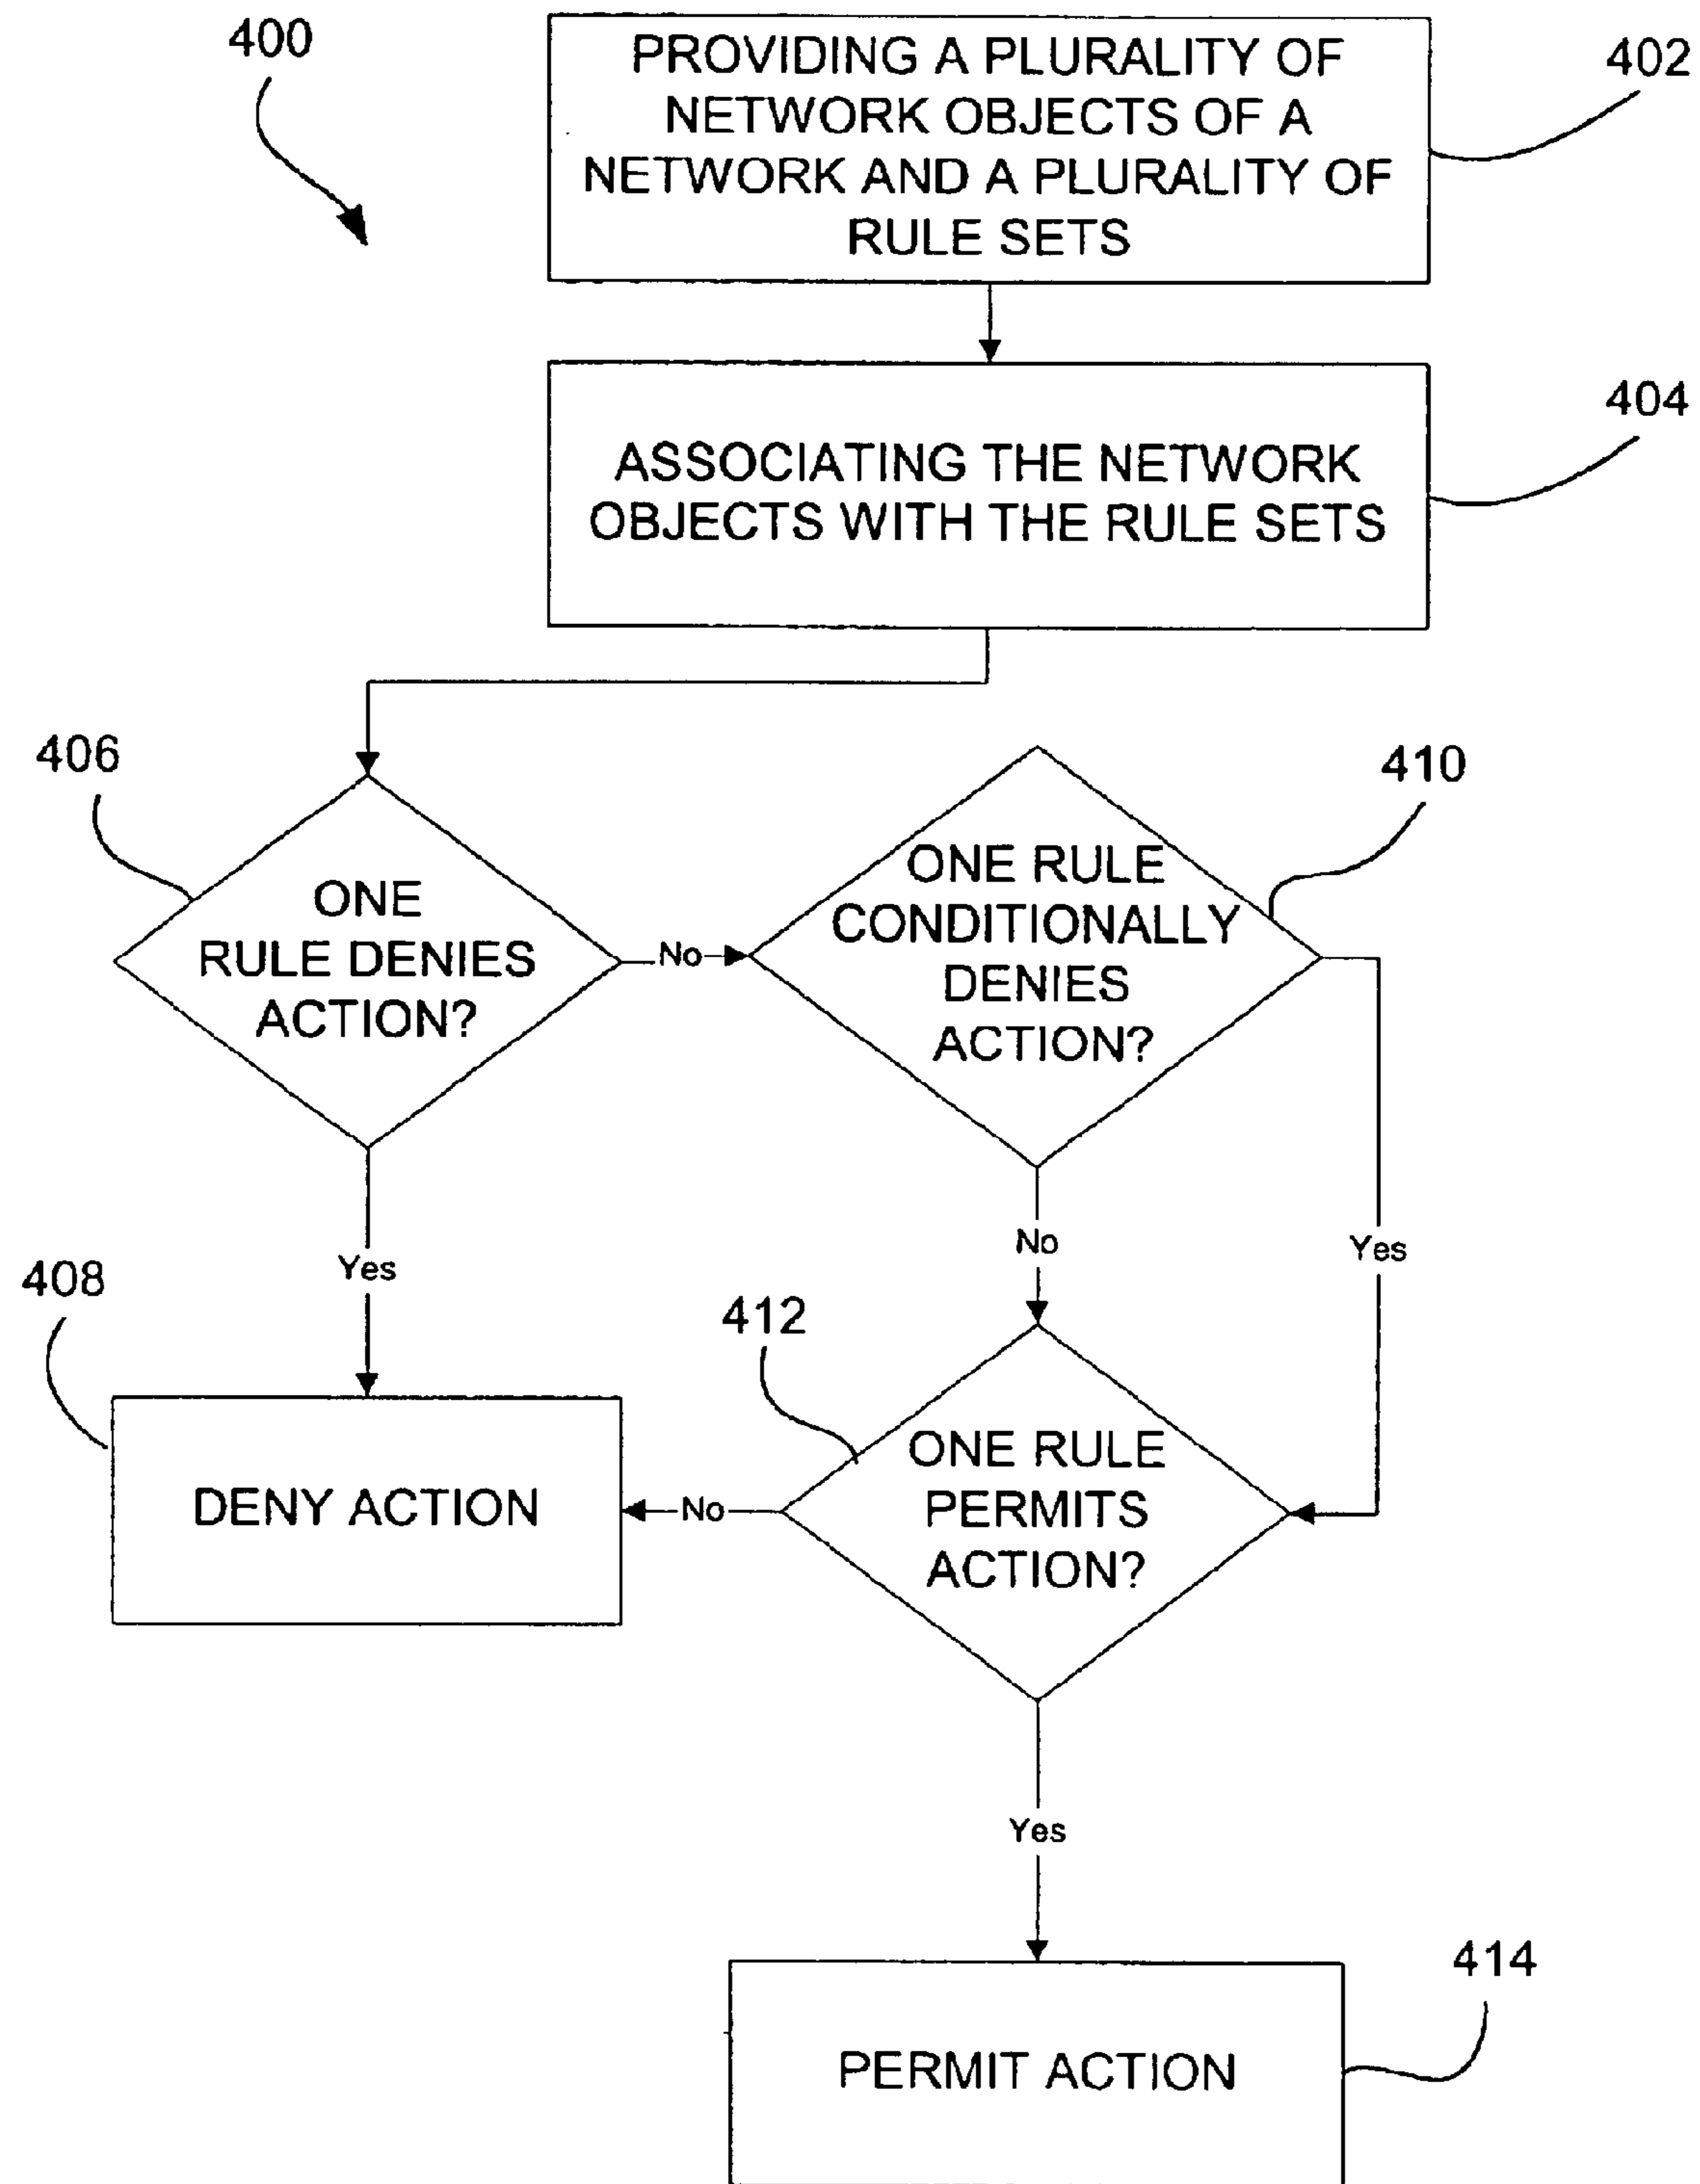 400
PROVIDING A PLURALITY OF
NETWORK OBJECTS OF A
NETWORK AND A PLURALITY OF
RULE SETS
402
ASSOCIATING THE NETWORK
OBJECTS WITH THE RULE SETS
404
406
ONE
RULE DENIES
ACTION?
No
410
ONE RULE
CONDITIONALLY
DENIES
ACTION?
No
Yes
Yes
408
DENY ACTION
412
No
ONE RULE
PERMITS
ACTION?
Yes
414
PERMIT ACTION